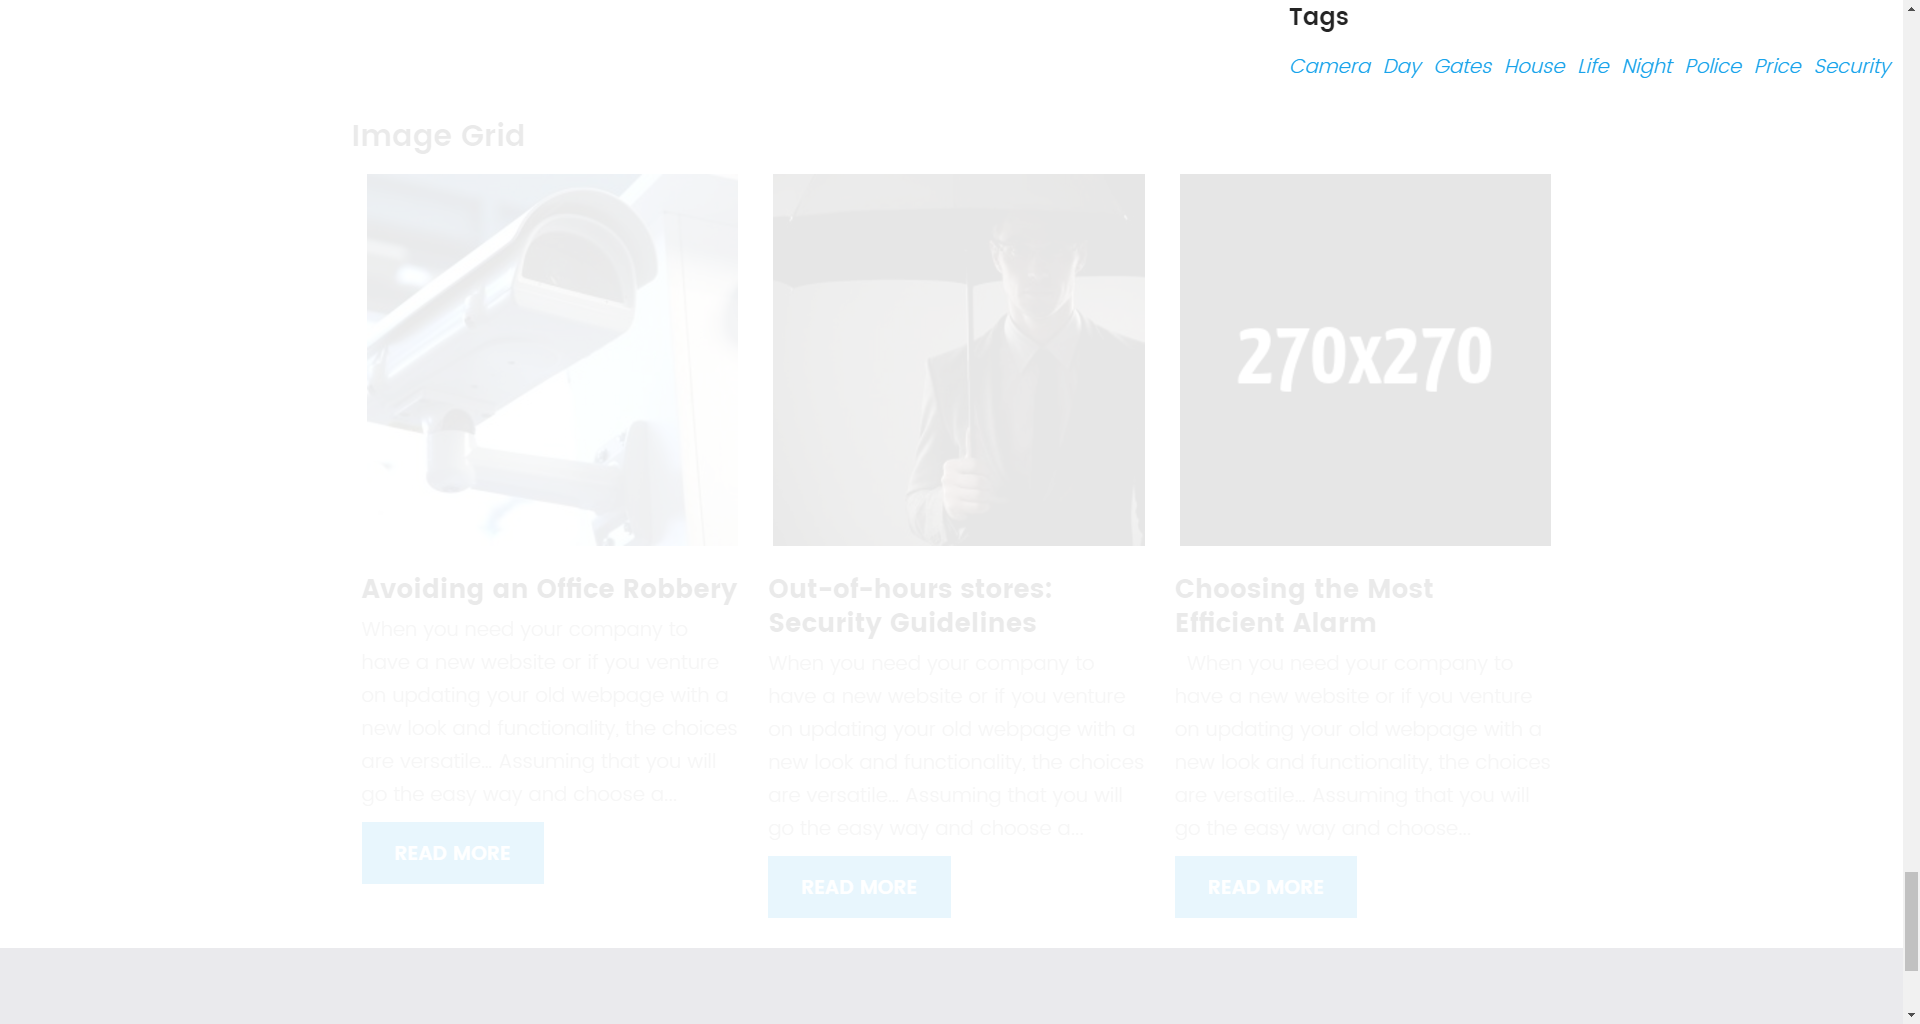 Tags
Camera Day Gates House Life Night Police Price Security
Image Grid
270x270
Avoiding an Office Robbery
When you need your company to
have a new website or if you venture
on updating your old webpage with a
new look and functionality, the choices
are versatile... Assuming that you will
go the easy way and choose a...
READ MORE
Out-of-hours stores:
Security Guidelines
When you need your company to
have a new website or if you venture
on updating your old webpage with a
new look and functionality, the choices
are versatile... Assuming that you will
go the easy way and choose a...
READ MORE
Choosing the Most
Efficient Alarm
When you need your company to
have a new website or if you venture
on updating your old webpage with a
new look and functionality, the choices
are versatile... Assuming that you will
go the easy way and choose...
READ MORE